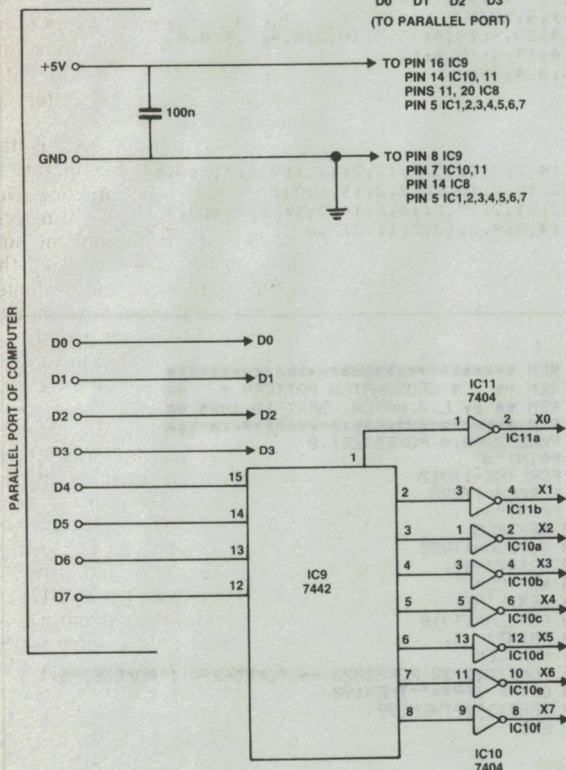 D0 D1 D2 D3
(TO PARALLEL PORT)
+5V
TO PIN 16 IC9
PIN 14 IC10, 11
PINS 11, 20 IC8
PIN 5 IC1,2,3,4,5,6,7
100n
GND
TO PIN 8 IC9
PIN 7 IC10,11
PIN 14 IC8
PIN 5 IC1,2,3,4,5,6,7
PARALLEL PORT OF COMPUTER
D0 D0
D1 D1
D2 D2
D3 D3
D4 15
D5 14
D6 13
D7 12
IC9
7442
1
IC11
7404
1 2 X0
IC11a
2 3 4 X1
IC11b
3 1 2 X2
IC10a
4 3 4 X3
IC10b
5 5 6 X4
IC10c
6 13 12 X5
IC10d
7 11 10 X6
IC10e
8 9 8 X7
IC10f
IC10
7404